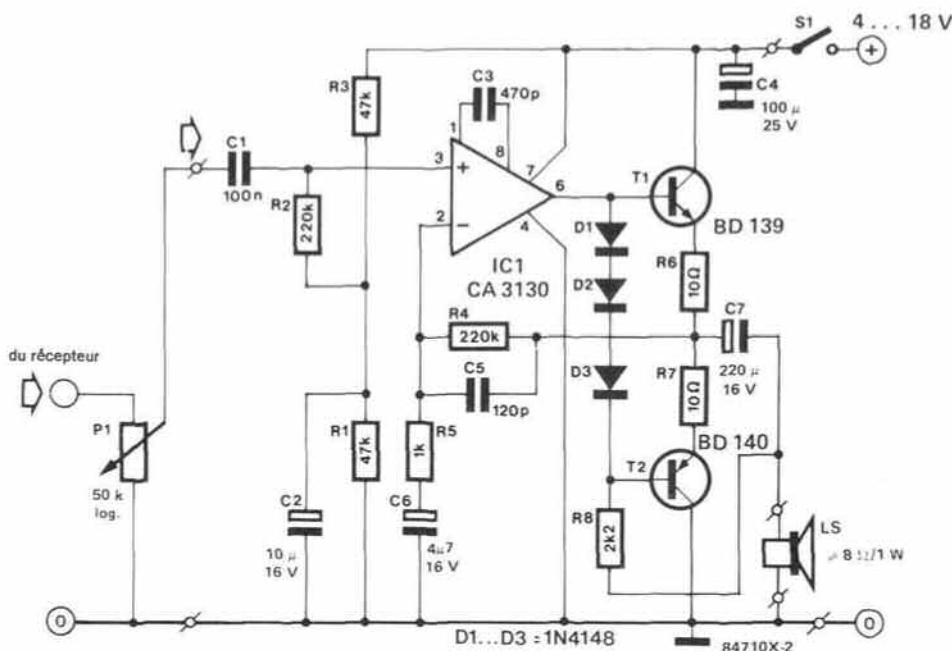 S1
4 ... 18 V
+
C3
470 p
C4
100 µ
25 V
R3
47k
1
8
C1
100n
3
+
7
6
T1
BD 139
R2
220k
2
−
4
IC1
CA 3130
D1
D2
R6
10Ω
R4
220k
C7
220 µ
16 V
du récepteur
C5
120p
D3
R7
10Ω
P1
50 k
log.
R1
47k
R5
1k
BD 140
T2
C2
10 µ
16 V
C6
4µ7
16 V
R8
2k2
LS
8 Ω/1 W
0
0
D1...D3 = 1N4148
84710X-2